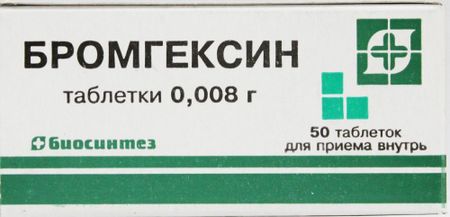 БРОМГЕКСИН
таблетки 0,008 г
биосинтез
50 таблеток
для приема внутрь